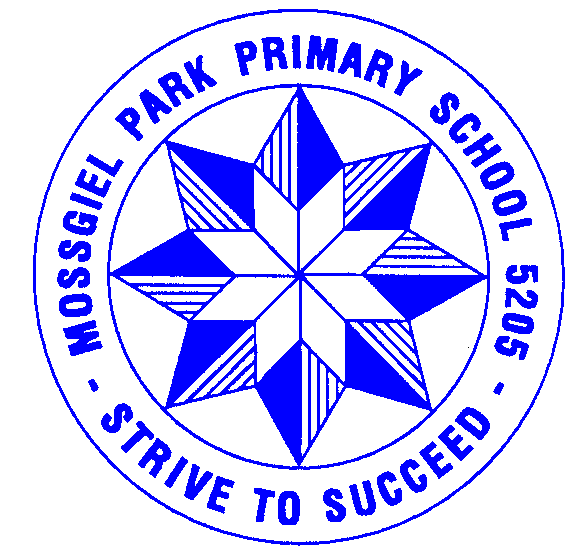 MOSSGIEL PARK PRIMARY SCHOOL 5205
- STRIVE TO SUCCEED -